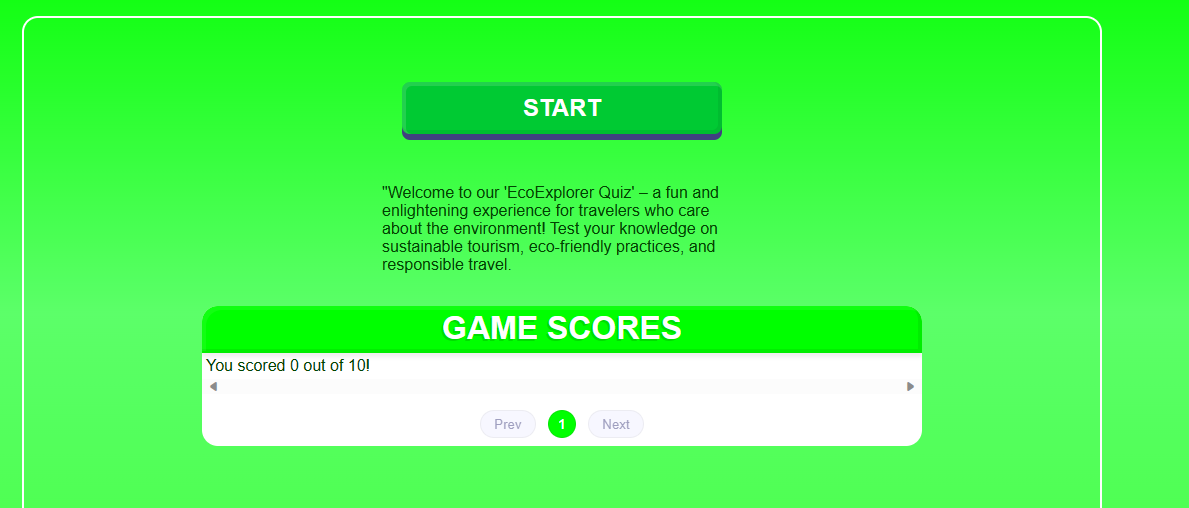 START
"Welcome to our 'EcoExplorer Quiz' – a fun and
enlightening experience for travelers who care
about the environment! Test your knowledge on
sustainable tourism, eco-friendly practices, and
responsible travel.
GAME SCORES
You scored 0 out of 10!
Prev 1 Next